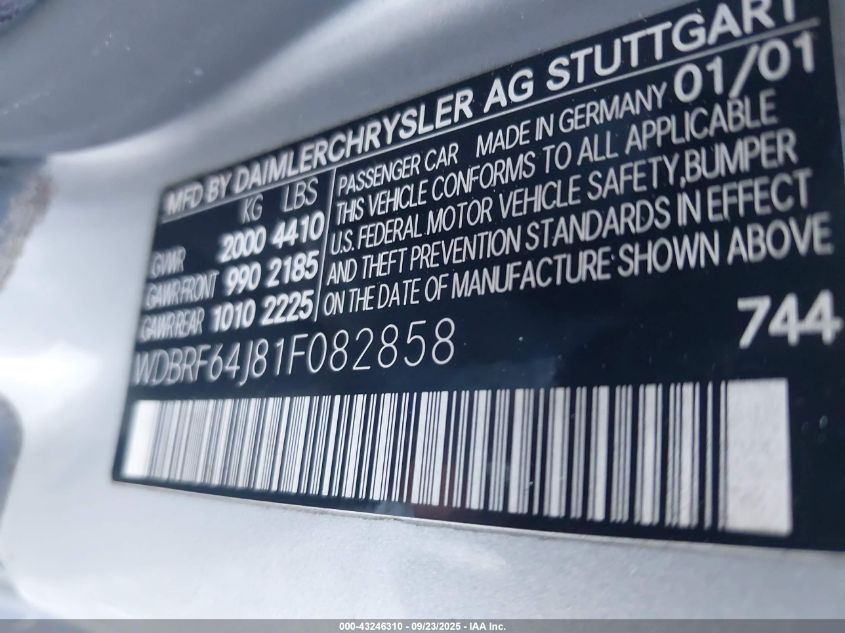 MFD BY DAIMLERCHRYSLER AG STUTTGART
KG LBS
GVWR 2000 4410
GAWR FRONT 990 2185
GAWR REAR 1010 2225
PASSENGER CAR MADE IN GERMANY 01/01
THIS VEHICLE CONFORMS TO ALL APPLICABLE
U.S. FEDERAL MOTOR VEHICLE SAFETY, BUMPER
AND THEFT PREVENTION STANDARDS IN EFFECT
ON THE DATE OF MANUFACTURE SHOWN ABOVE
744
WDBRF64J81F082858
000-43246310 - 09/23/2025 - IAA Inc.